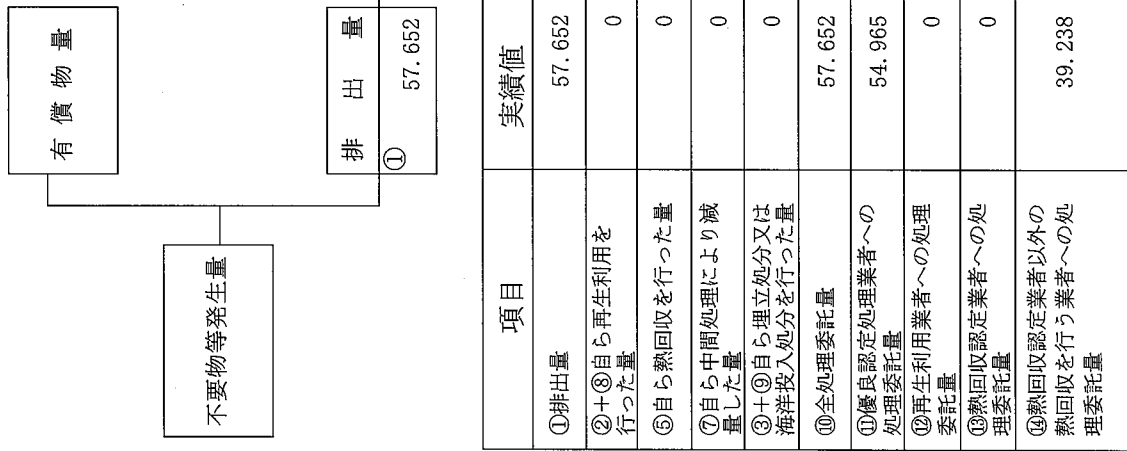 有 償 物 量
不要物等発生量
排 出 量
①
57.652
項目 実績値
①排出量 57.652
②+⑧自ら再生利用を
行った量 0
⑤自ら熱回収を行った量 0
⑦自ら中間処理により減
量した量 0
③+⑨自ら埋立処分又は
海洋投入処分を行った量 0
⑩全処理委託量 57.652
⑪優良認定処理業者への
処理委託量 54.965
⑫再生利用業者への処理
委託量 0
⑬熱回収認定業者への処
理委託量 0
⑭熱回収認定業者以外の
熱回収を行う業者への処
理委託量 39.238